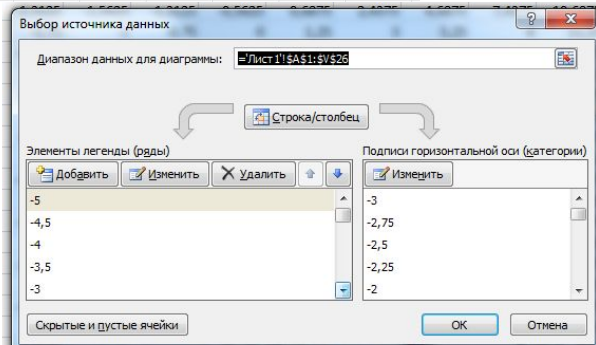 Выбор источника данных
Диапазон данных для диаграммы: ='Лист 1'!$A$1:$V$26
Строка/столбец
Элементы легенды (ряды)
Добавить Изменить Удалить
-5
-4,5
-4
-3,5
-3
Подписи горизонтальной оси (категории)
Изменить
-3
-2,75
-2,5
-2,25
-2
Скрытые и пустые ячейки
ОК Отмена